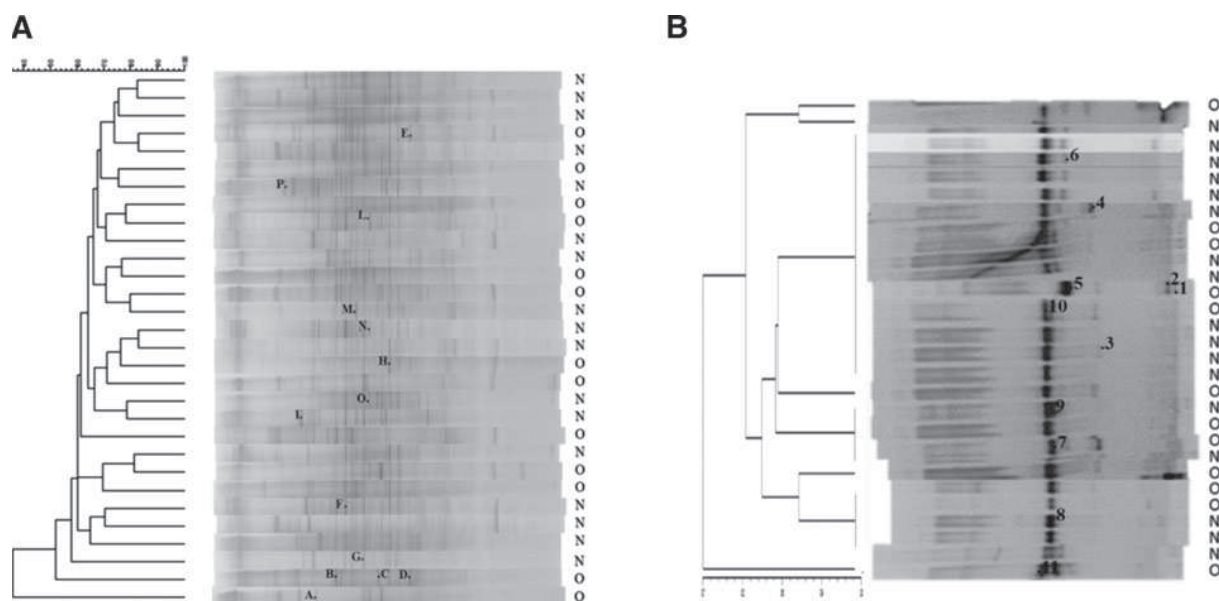 A
N
N
N
E. O
N
O
P. N
O
L. O
N
N
O
O
M. N
N. N
N
H. O
O
O. N
I. N
O
N
O
O
F. N
N
N
G. N
B. .C D. O
A. O
B
O
N
N
.6 N
N
N
.4 N
O
O
N
.2 N
.5 .1 O
.10 O
N
.3 N
N
N
N
.9 N
O
O
.7 N
O
O
O
.8 N
N
N
.11 O